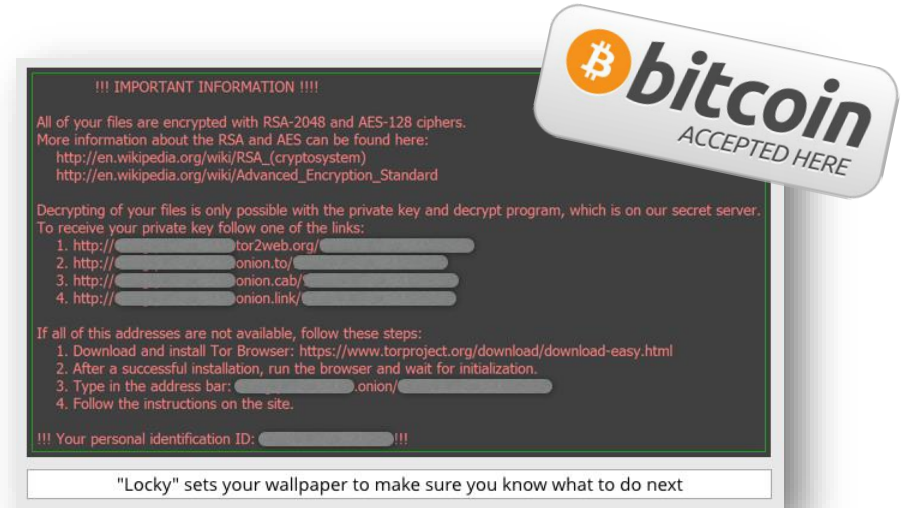 bitcoin
ACCEPTED HERE
!!! IMPORTANT INFORMATION !!!!
All of your files are encrypted with RSA-2048 and AES-128 ciphers.
More information about the RSA and AES can be found here:
http://en.wikipedia.org/wiki/RSA_(cryptosystem)
http://en.wikipedia.org/wiki/Advanced_Encryption_Standard
Decrypting of your files is only possible with the private key and decrypt program, which is on our secret server.
To receive your private key follow one of the links:
1. http:// tor2web.org/
2. http:// onion.to/
3. http:// onion.cab/
4. http:// onion.link/
If all of this addresses are not available, follow these steps:
1. Download and install Tor Browser: https://www.torproject.org/download/download-easy.html
2. After a successful installation, run the browser and wait for initialization.
3. Type in the address bar: .onion/
4. Follow the instructions on the site.
!!! Your personal identification ID: !!!
"Locky" sets your wallpaper to make sure you know what to do next